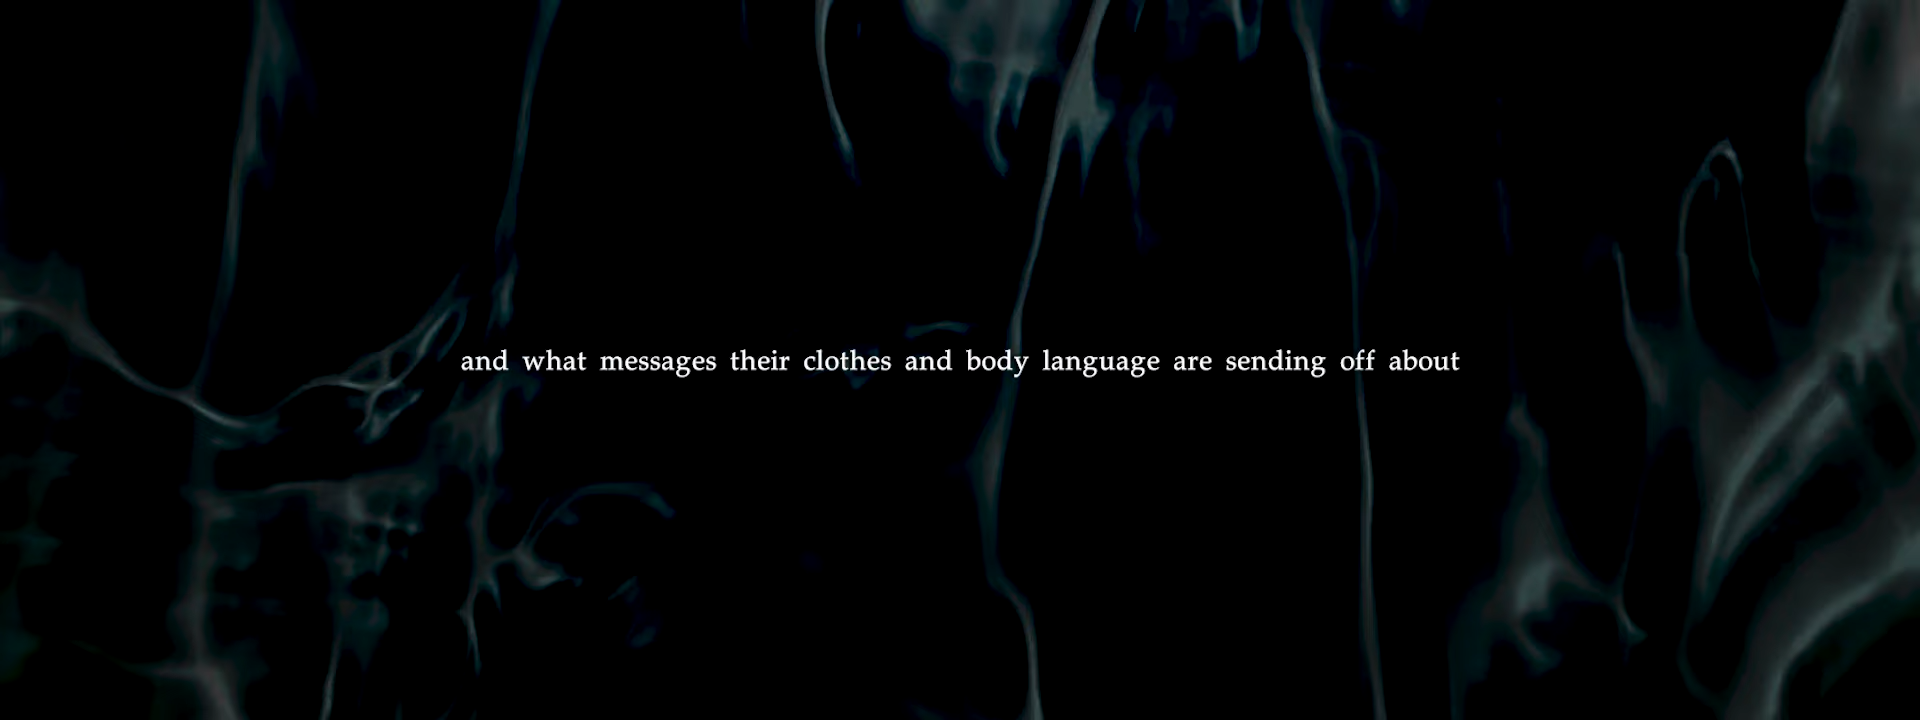 and what messages their clothes and body language are sending off about